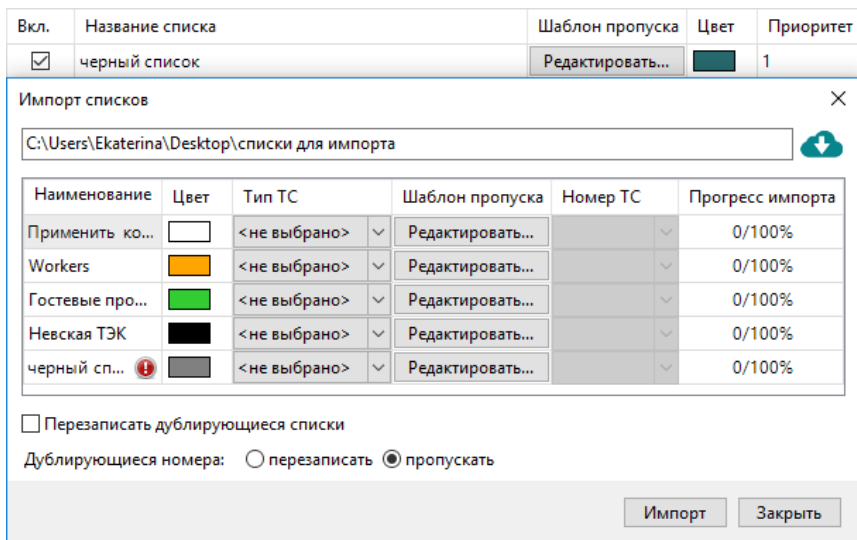 Вкл. Название списка Шаблон пропуска Цвет Приоритет
черный список Редактировать... 1
Импорт списков
C:\Users\Ekaterina\Desktop\списки для импорта
Наименование Цвет Тип ТС Шаблон пропуска Номер ТС Прогресс импорта
Применить ко... <не выбрано> Редактировать... 0/100%
Workers <не выбрано> Редактировать... 0/100%
Гостевые про... <не выбрано> Редактировать... 0/100%
Невская ТЭК <не выбрано> Редактировать... 0/100%
черный сп... <не выбрано> Редактировать... 0/100%
Перезаписать дублирующиеся списки
Дублирующиеся номера: перезаписать пропускать
Импорт Закрыть